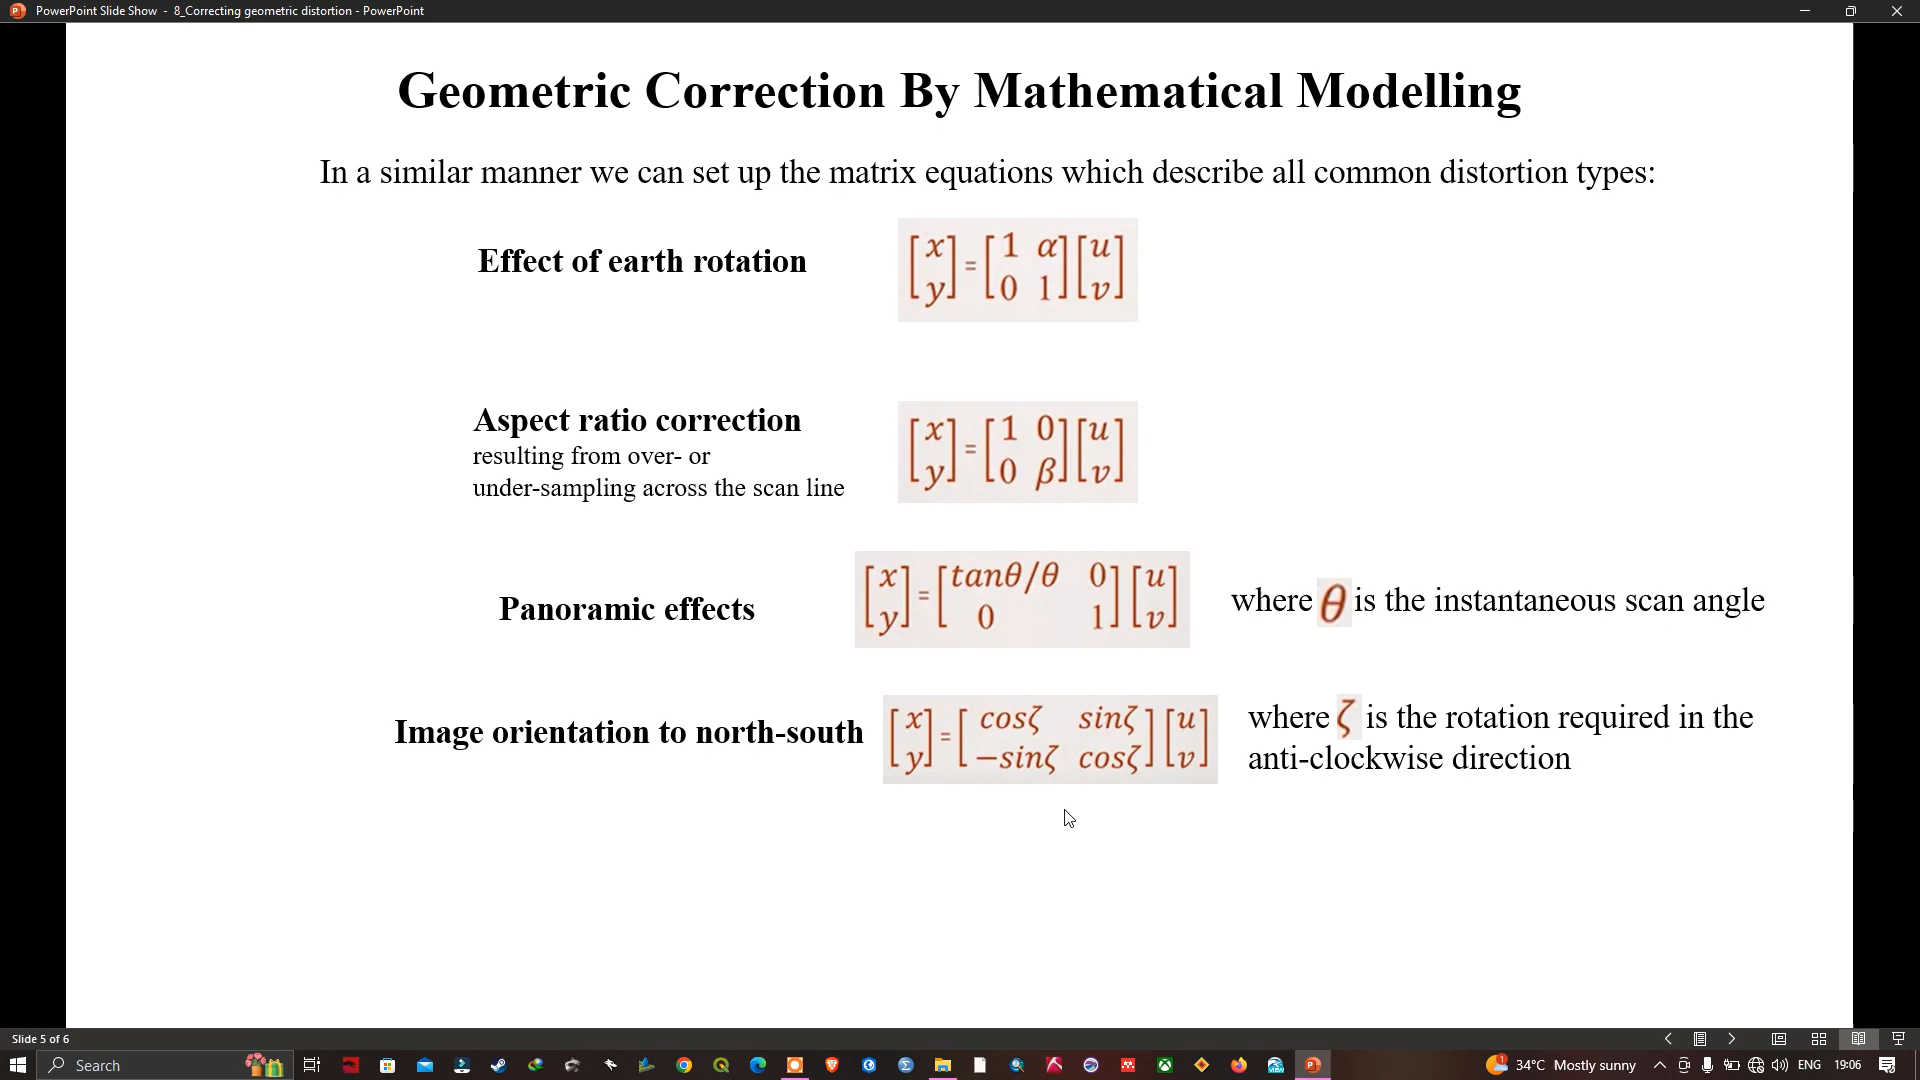 PowerPoint Slide Show - 8_Correcting geometric distortion - PowerPoint
Geometric Correction By Mathematical Modelling
In a similar manner we can set up the matrix equations which describe all common distortion types:
Effect of earth rotation
[x y] = [1 α 0 1] [u v]
Aspect ratio correction
resulting from over- or
under-sampling across the scan line
[x y] = [1 0 0 β] [u v]
Panoramic effects
[x y] = [tanθ/θ 0 0 1] [u v]
where θ is the instantaneous scan angle
Image orientation to north-south
[x y] = [cosζ sinζ −sinζ cosζ] [u v]
where ζ is the rotation required in the
anti-clockwise direction
Slide 5 of 6
Search
34°C Mostly sunny
ENG
19:06